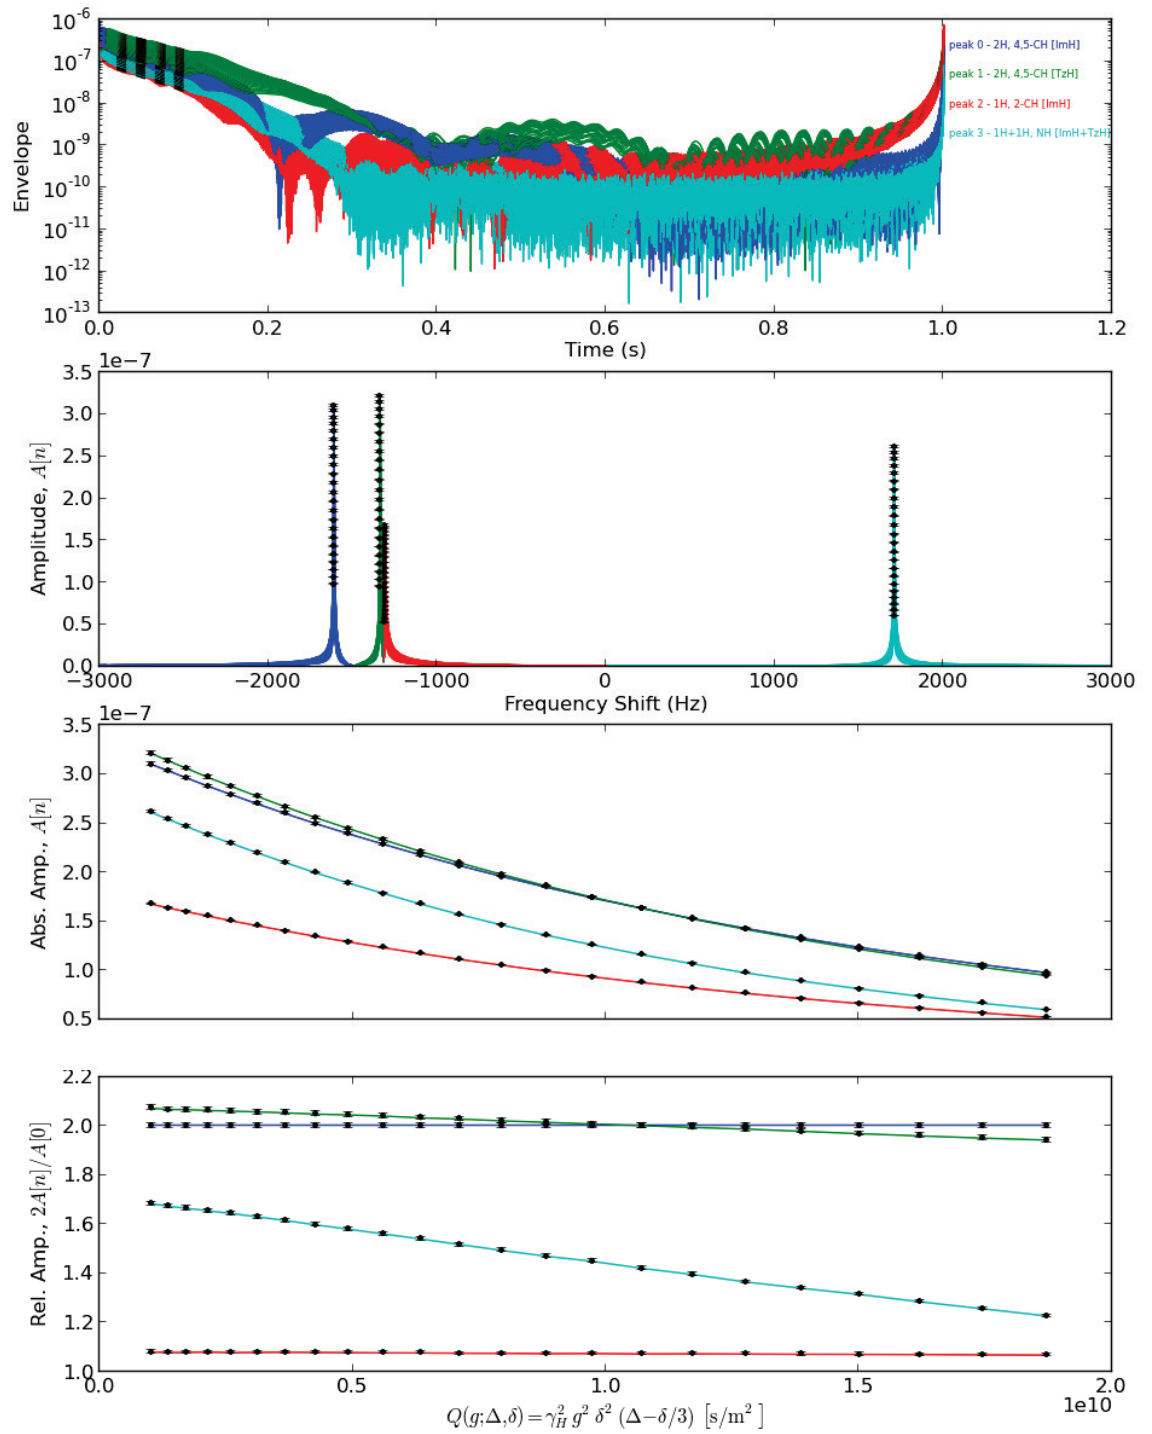 10⁻⁶
10⁻⁷
10⁻⁸
10⁻⁹
10⁻¹⁰
10⁻¹¹
10⁻¹²
10⁻¹³
Envelope
peak 0 - 2H, 4,5-CH [ImH]
peak 1 - 2H, 4,5-CH [TzH]
peak 2 - 1H, 2-CH [ImH]
peak 3 - 1H+1H, NH [ImH+TzH]
0.0 0.2 0.4 0.6 0.8 1.0 1.2
Time (s)
1e−7
3.5
3.0
2.5
2.0
1.5
1.0
0.5
0.0
Amplitude, A[n]
−3000 −2000 −1000 0 1000 2000 3000
Frequency Shift (Hz)
1e−7
3.5
3.0
2.5
2.0
1.5
1.0
0.5
Abs. Amp., A[n]
2.2
2.0
1.8
1.6
1.4
1.2
1.0
Rel. Amp., 2A[n]/A[0]
0.0 0.5 1.0 1.5 2.0
1e10
Q(g;Δ,δ)=γ_H² g² δ² (Δ−δ/3) [s/m²]